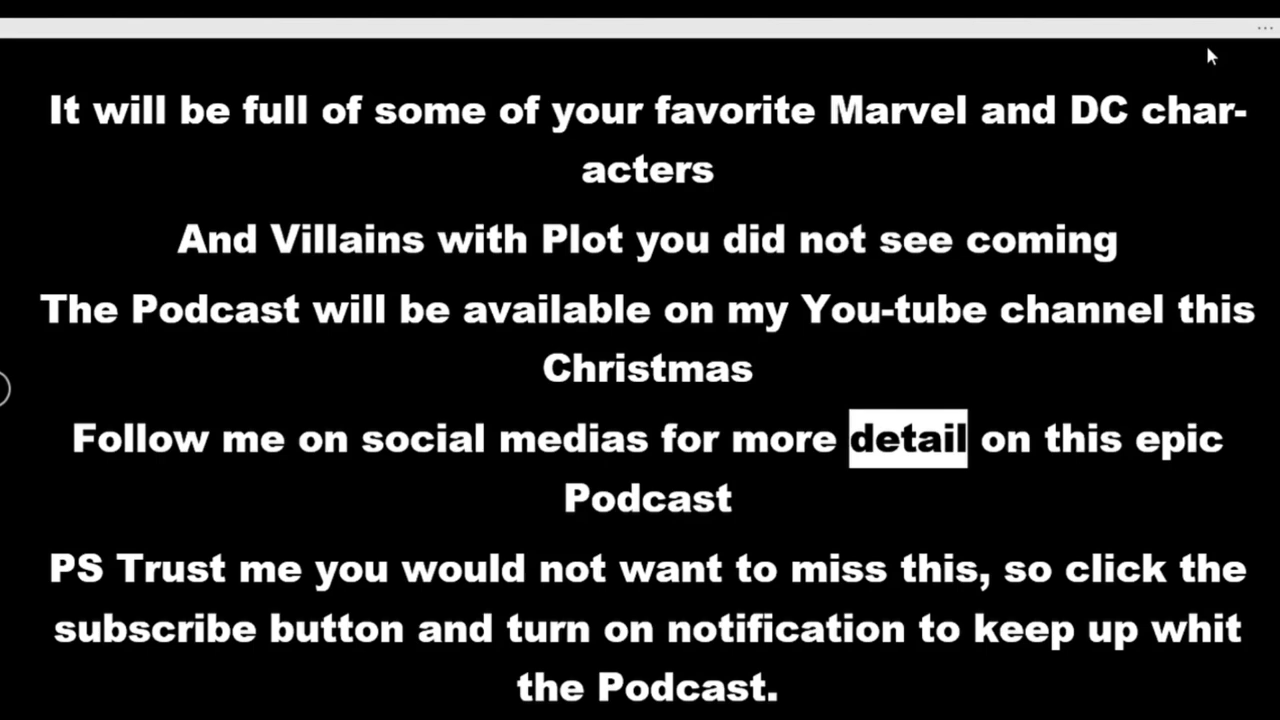 It will be full of some of your favorite Marvel and DC char-
acters
And Villains with Plot you did not see coming
The Podcast will be available on my You-tube channel this
Christmas
Follow me on social medias for more detail on this epic
Podcast
PS Trust me you would not want to miss this, so click the
subscribe button and turn on notification to keep up whit
the Podcast.